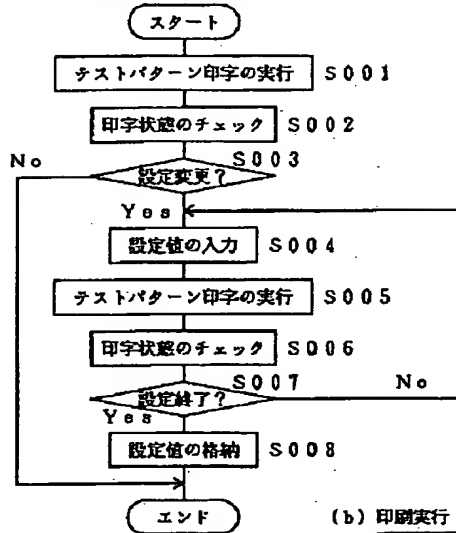 スタート
テストパターン印字の実行 S001
印字状態のチェック S002
No
S003
設定変更?
Yes
設定値の入力 S004
テストパターン印字の実行 S005
印字状態のチェック S006
S007
設定終了?
No
Yes
設定値の格納 S008
エンド
(b) 印刷実行